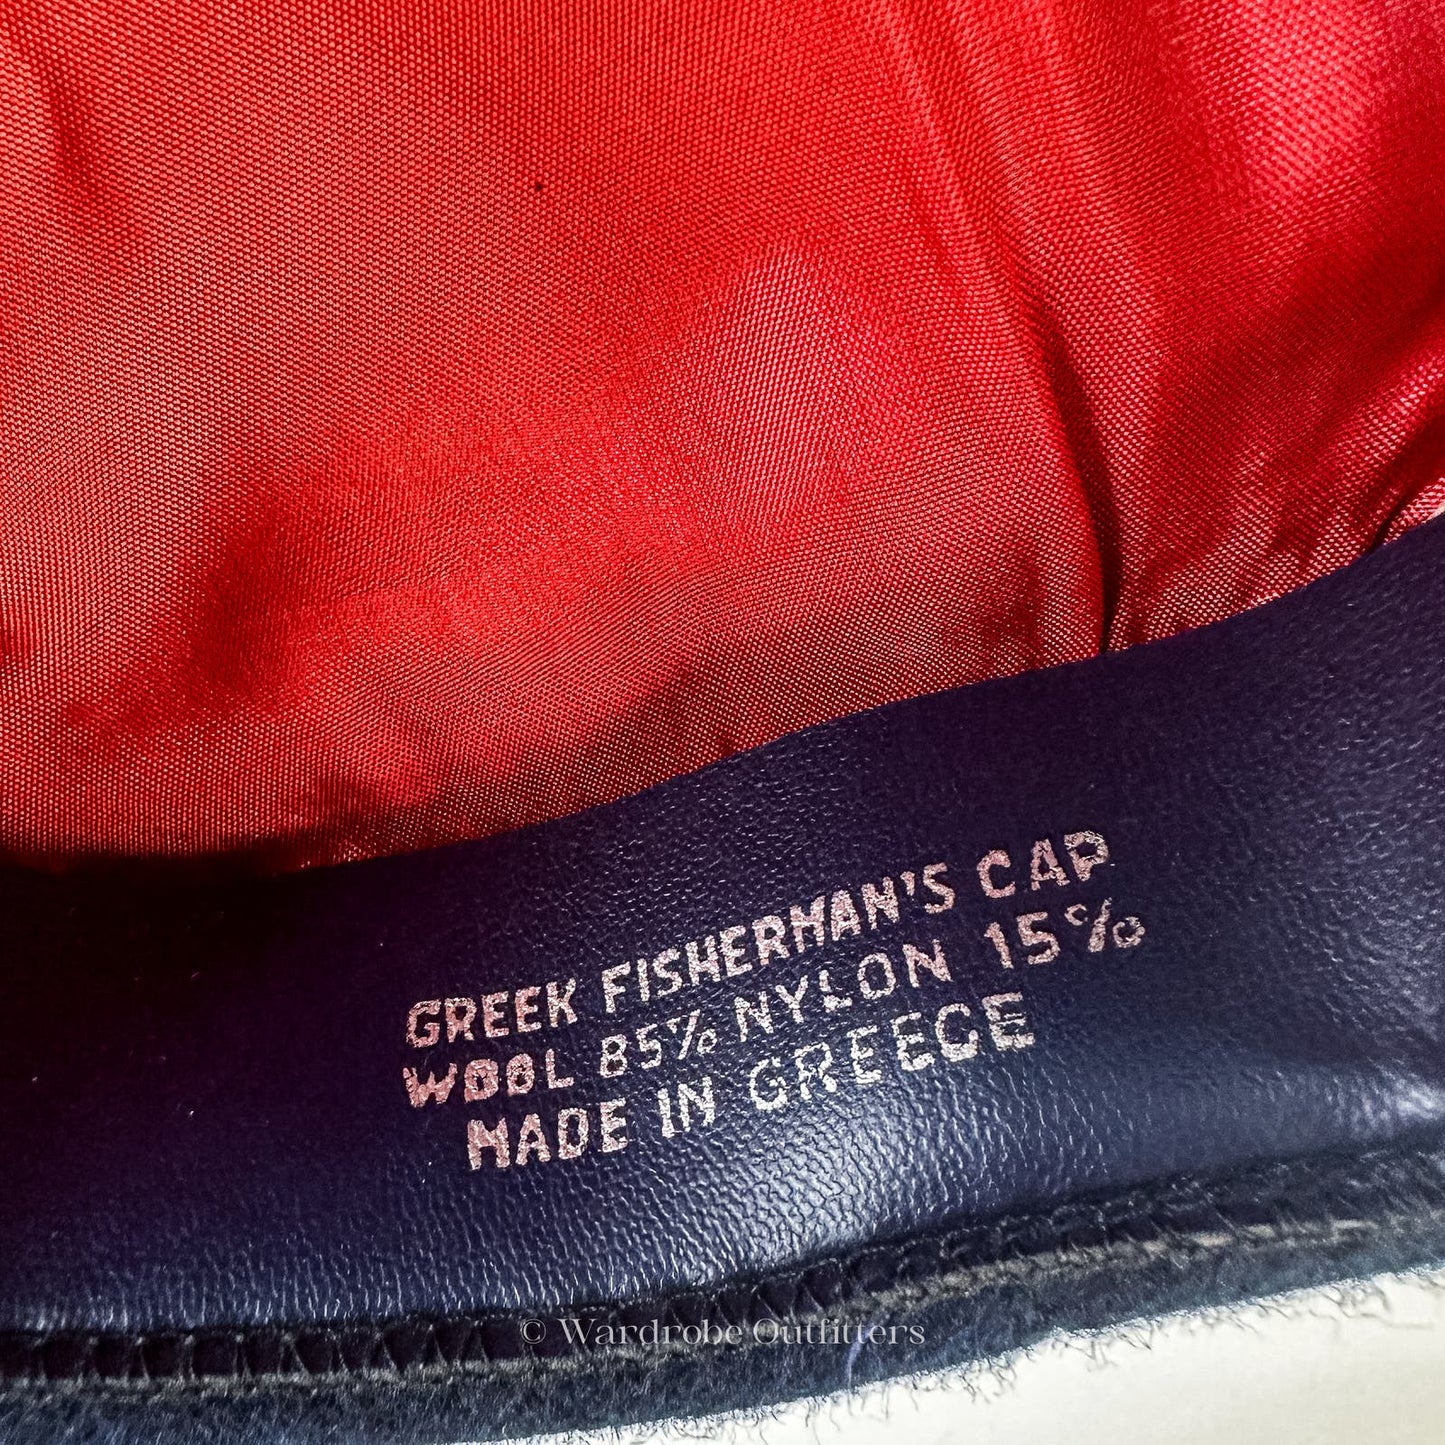 GREEK FISHERMAN'S CAP
WOOL 85% NYLON 15%
MADE IN GREECE
© Wardrobe Outfitters